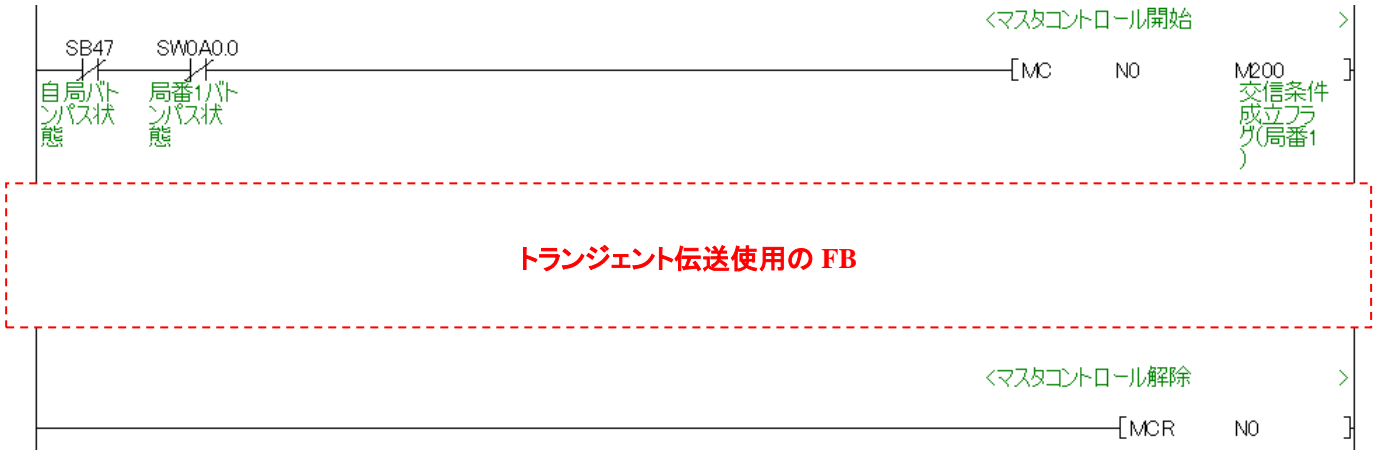 <マスタコントロール開始 >
SB47 SW0A0.0
[MC N0 M200 ]
自局バト
ンパス状
態
局番1バト
ンパス状
態
交信条件
成立フラ
グ(局番1
)
トランジェント伝送使用の FB
<マスタコントロール解除 >
[MCR N0 ]